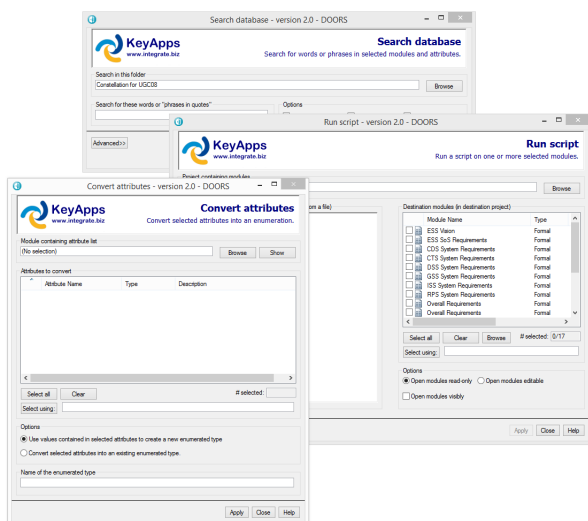 Search database - version 2.0 - DOORS
KeyApps
www.integrate.biz
Search database
Search for words or phrases in selected modules and attributes.
Search in this folder
Constellation for UGC08
Browse
Search for these words or "phrases in quotes"
Options
Advanced>>
Run script - version 2.0 - DOORS
KeyApps
www.integrate.biz
Run script
Run a script on one or more selected modules.
Project containing modules
Browse
om a file)
Destination modules (in destination project)
Module Name Type
ESS Vision Formal
ESS SoS Requirements Formal
CDS System Requirements Formal
CTS System Requirements Formal
DSS System Requirements Formal
GSS System Requirements Formal
ISS System Requirements Formal
RPS System Requirements Formal
Overall Requirements Formal
Overall Requirements Formal
Select all Clear Browse # selected: 0/17
Select using:
Options
Open modules read-only Open modules editable
Open modules visibly
Apply Close Help
Convert attributes - version 2.0 - DOORS
KeyApps
www.integrate.biz
Convert attributes
Convert selected attributes into an enumeration.
Module containing attribute list
(No selection)
Browse Show
Attributes to convert
Attribute Name Type Description
Select all Clear # selected:
Select using:
Options
Use values contained in selected attributes to create a new enumerated type
Convert selected attributes into an existing enumerated type.
Name of the enumerated type
Apply Close Help